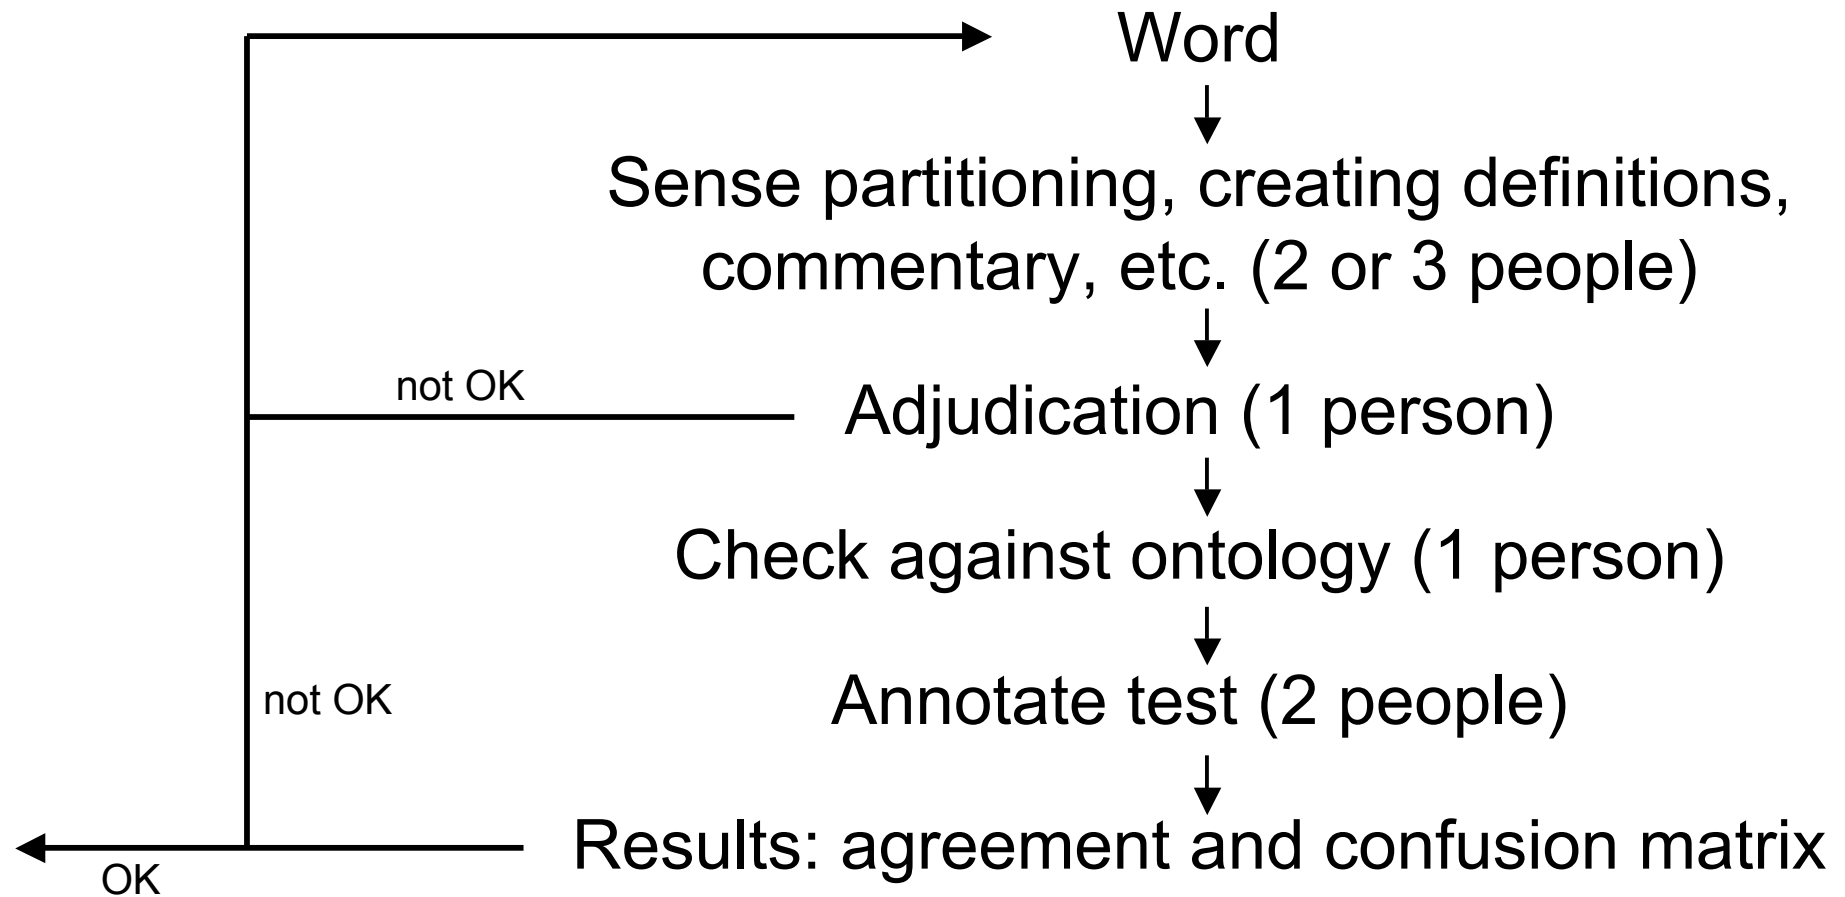 Word
Sense partitioning, creating definitions,
commentary, etc. (2 or 3 people)
not OK
Adjudication (1 person)
Check against ontology (1 person)
not OK
Annotate test (2 people)
Results: agreement and confusion matrix
OK